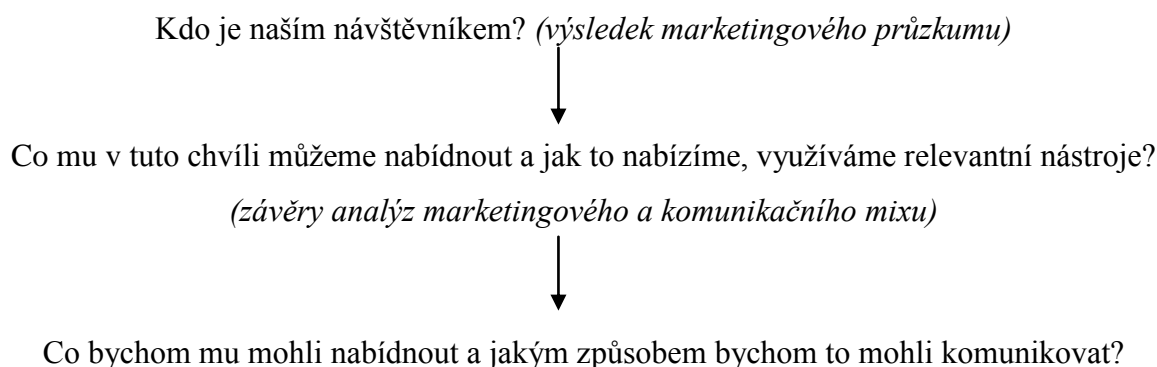 Kdo je naším návštěvníkem? (výsledek marketingového průzkumu)
Co mu v tuto chvíli můžeme nabídnout a jak to nabízíme, využíváme relevantní nástroje?
(závěry analýz marketingového a komunikačního mixu)
Co bychom mu mohli nabídnout a jakým způsobem bychom to mohli komunikovat?